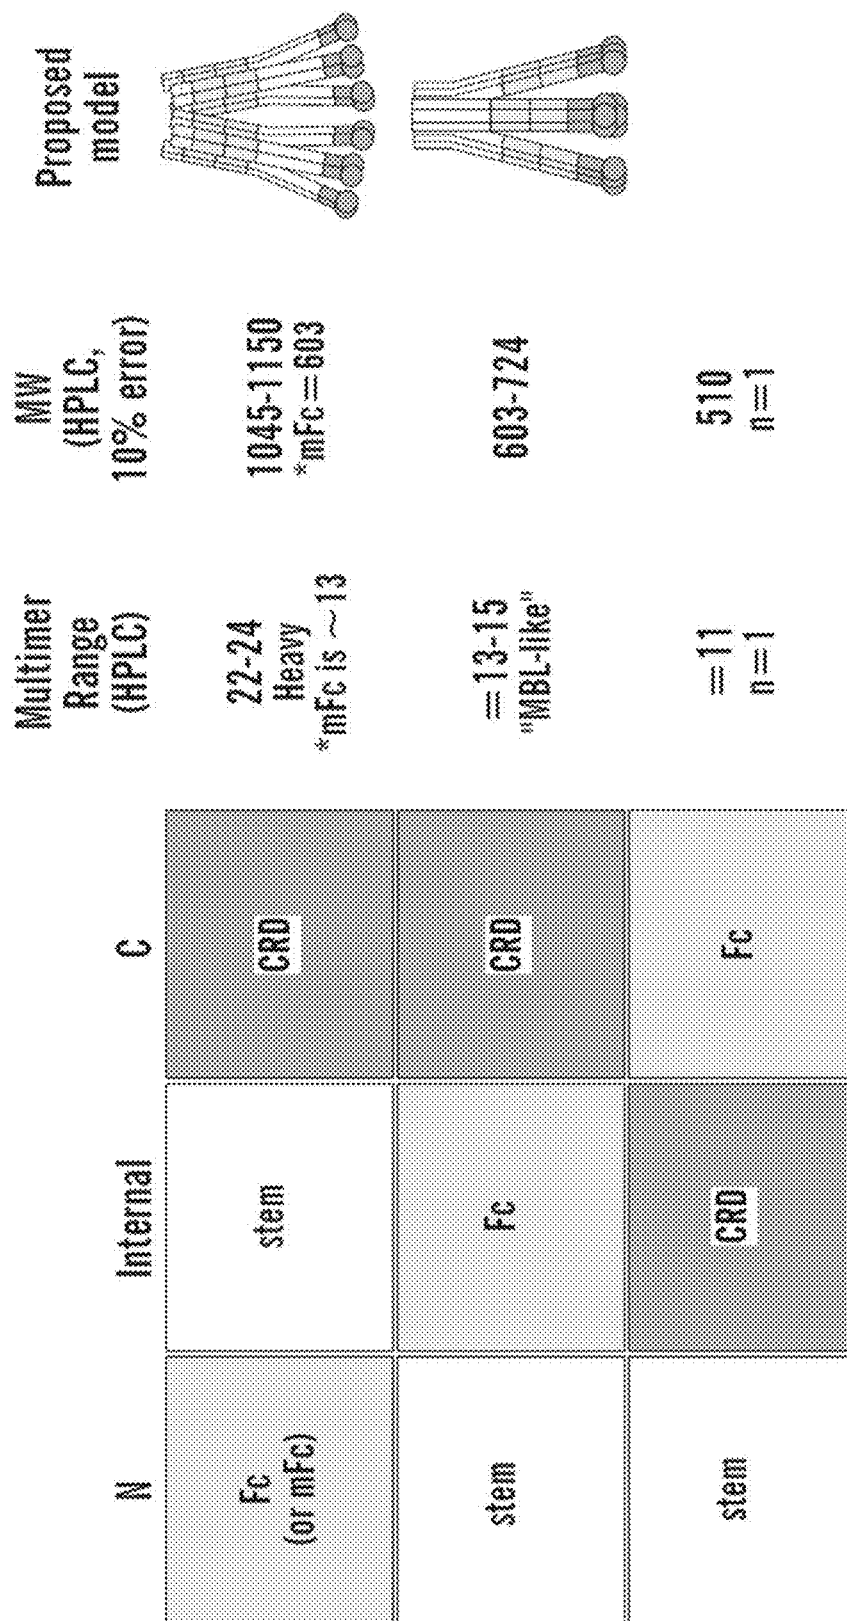 N
Internal
C
Multimer
Range
(HPLC)
MW
(HPLC,
10% error)
Proposed
model
Fc
(or mFc)
stem
CRD
22-24
Heavy
*mFc is ~13
1045-1150
*mFc=603
stem
Fc
CRD
=13-15
"MBL-like"
603-724
stem
CRD
Fc
=11
n=1
510
n=1